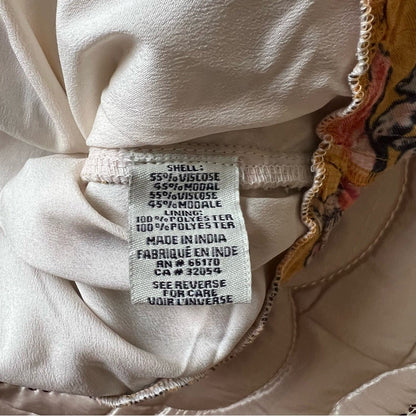 SHELL:
55%VISCOSE
45%MODAL
55%VISCOSE
45%MODALE
LINING:
100%POLYESTER
100%POLYESTER
MADE IN INDIA
FABRIQUÉ EN INDE
RN# 66170
CA# 32054
SEE REVERSE
FOR CARE
VOIR L'INVERSE